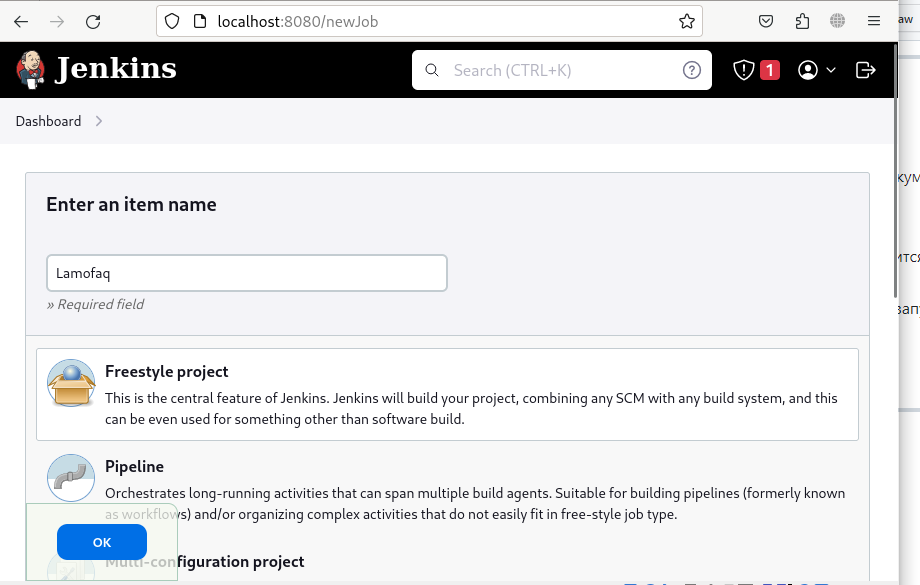 localhost:8080/newJob
aw
Jenkins
Search (CTRL+K)
1
Dashboard
Enter an item name
Lamofaq
» Required field
Freestyle project
This is the central feature of Jenkins. Jenkins will build your project, combining any SCM with any build system, and this
can be even used for something other than software build.
Pipeline
Orchestrates long-running activities that can span multiple build agents. Suitable for building pipelines (formerly known
as workflows) and/or organizing complex activities that do not easily fit in free-style job type.
OK
Multi-configuration project